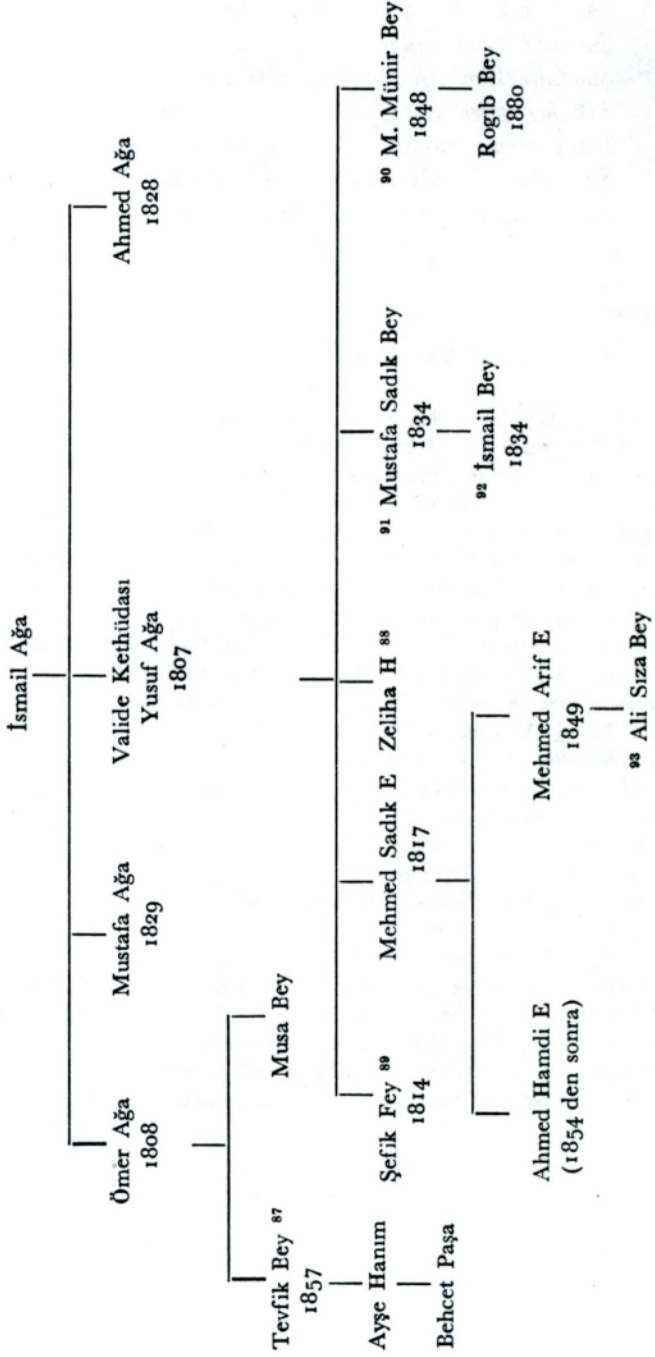 İsmail Ağa
Ömer Ağa
1808
Mustafa Ağa
1829
Valide Kethüdası
Yusuf Ağa
1807
Ahmed Ağa
1828
Tevfik Eey 87
1857
Musa Bey
Ayşe Hanım
Behcet Paşa
Şefik Fey 89
1814
Mehmed Sadık E
1817
Zeliha H 88
91 Mustafa Sadık Bey
1834
90 M. Münir Bey
1848
92 İsmail Bey
1834
Rogıb Bey
1880
Ahmed Hamdi E
(1854 den sonra)
Mehmed Arif E
1849
93 Ali Sıza Bey